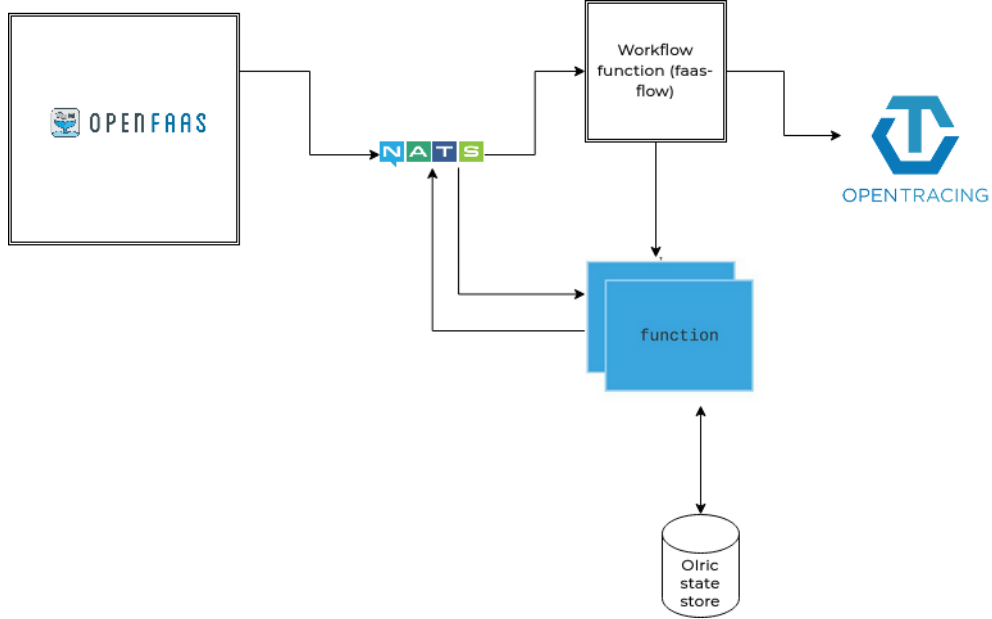 Workflow
function (faas-
flow)
OPENFAAS
NATS
OPENTRACING
function
Olric
state
store